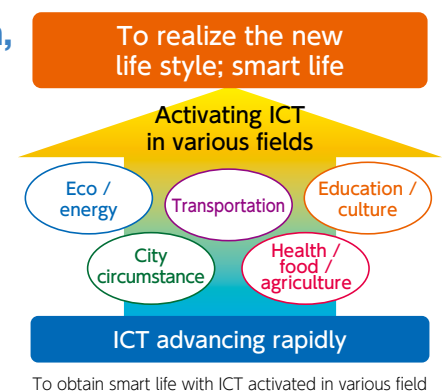 To realize the new
life style; smart life
Activating ICT
in various fields
Eco /
energy
Transportation
Education /
culture
City
circumstance
Health /
food /
agriculture
ICT advancing rapidly
To obtain smart life with ICT activated in various field